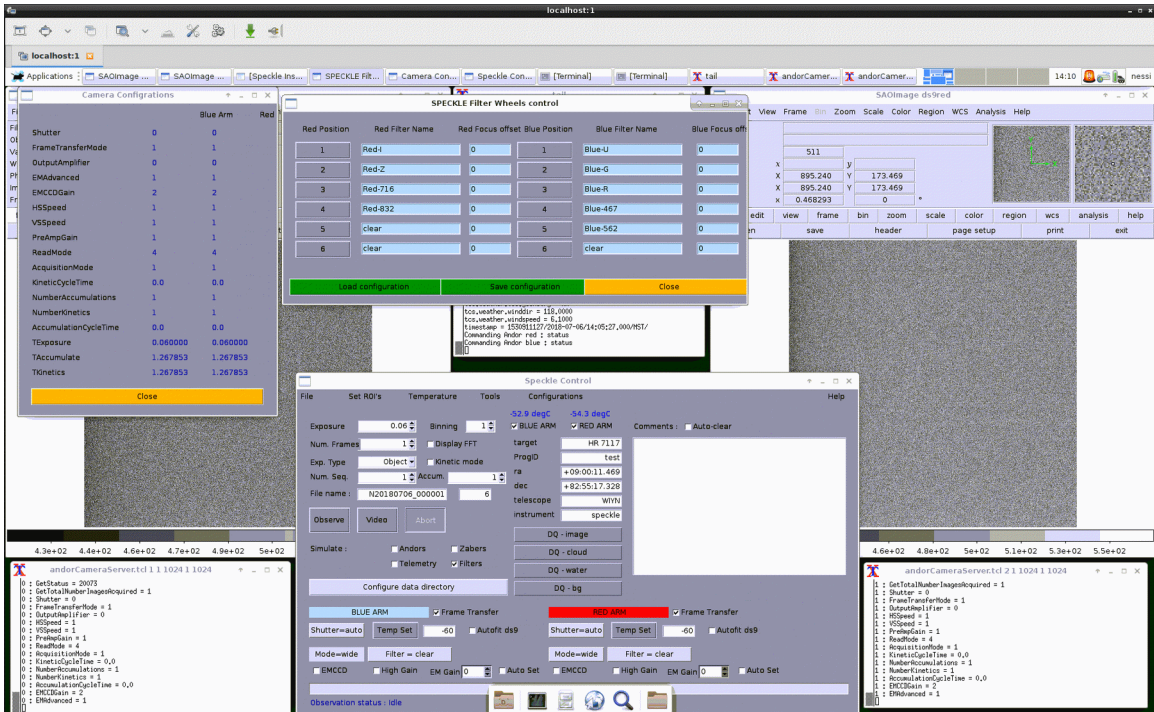 localhost:1
localhost:1
Applications
SAOImage ...
SAOImage ...
[Speckle Ins...
SPECKLE Filt...
Camera Con...
Speckle Con...
[Terminal]
[Terminal]
tail
andorCamer...
andorCamer...
14:10
nessi
Camera Configrations
Blue Arm Red
Shutter 0 0
FrameTransferMode 1 1
OutputAmplifier 0 0
EMAdvanced 1 1
EMCCDGain 2 2
HSSpeed 1 1
VSSpeed 1 1
PreAmpGain 1 1
ReadMode 4 4
AcquisitionMode 1 1
KineticCycleTime 0.0 0.0
NumberAccumulations 1 1
NumberKinetics 1 1
AccumulationCycleTime 0.0 0.0
TExposure 0.060000 0.060000
TAccumulate 1.267853 1.267853
TKinetics 1.267853 1.267853
Close
SPECKLE Filter Wheels control
Red Position Red Filter Name Red Focus offset Blue Position Blue Filter Name Blue Focus off
1 Red-I 0 1 Blue-U 0
2 Red-Z 0 2 Blue-G 0
3 Red-716 0 3 Blue-R 0
4 Red-832 0 4 Blue-467 0
5 clear 0 5 Blue-562 0
6 clear 0 6 clear 0
Load configuration Save configuration Close
tcs.weather.winddir = 118.0000
tcs.weather.windspeed = 6.1000
timestamp = 1530911127/2018-07-06/14:05:27.000/MST/
Commanding Andor red : status
Commanding Andor blue : status
SAOImage ds9red
View Frame Bin Zoom Scale Color Region WCS Analysis Help
511
x y
X 895.240 Y 173.469
X 895.240 Y 173.469
x 0.468293 0 °
edit view frame bin zoom scale color region wcs analysis help
save header page setup print exit
4.3e+02 4.4e+02 4.6e+02 4.7e+02 4.9e+02 5e+02
4.6e+02 4.8e+02 5e+02 5.1e+02 5.3e+02 5.5e+02
Speckle Control
File Set ROI's Temperature Tools Configurations Help
-52.9 degC -54.3 degC
Exposure 0.06 Binning 1 BLUE ARM RED ARM Comments : Auto-clear
Num. Frames 1 Display FFT target HR 7117
Exp. Type Object Kinetic mode ProgID test
Num. Seq. 1 Accum. 1 ra +09:00:11.469
File name : N20180706_000001 6 dec +82:55:17.328
telescope WIYN
instrument speckle
Observe Video Abort
DQ - image
Simulate : Andors Zabers DQ - cloud
Telemetry Filters DQ - water
Configure data directory DQ - bg
BLUE ARM Frame Transfer RED ARM Frame Transfer
Shutter=auto Temp Set -60 Autofit ds9 Shutter=auto Temp Set -60 Autofit ds9
Mode=wide Filter = clear Mode=wide Filter = clear
EMCCD High Gain EM Gain 0 Auto Set EMCCD High Gain EM Gain 0 Auto Set
Observation status : Idle
andorCameraServer.tcl 1 1 1024 1 1024
0 : GetStatus = 20073
0 : GetTotalNumberImagesAcquired = 1
0 : Shutter = 0
0 : FrameTransferMode = 1
0 : OutputAmplifier = 0
0 : HSSpeed = 1
0 : VSSpeed = 1
0 : PreAmpGain = 1
0 : ReadMode = 4
0 : AcquisitionMode = 1
0 : KineticCycleTime = 0.0
0 : NumberAccumulations = 1
0 : NumberKinetics = 1
0 : AccumulationCycleTime = 0.0
0 : EMCCDGain = 2
0 : EMAdvanced = 1
andorCameraServer.tcl 2 1 1024 1 1024
1 : GetTotalNumberImagesAcquired = 1
1 : Shutter = 0
1 : FrameTransferMode = 1
1 : OutputAmplifier = 0
1 : HSSpeed = 1
1 : VSSpeed = 1
1 : PreAmpGain = 1
1 : ReadMode = 4
1 : AcquisitionMode = 1
1 : KineticCycleTime = 0.0
1 : NumberAccumulations = 1
1 : NumberKinetics = 1
1 : AccumulationCycleTime = 0.0
1 : EMCCDGain = 2
1 : EMAdvanced = 1